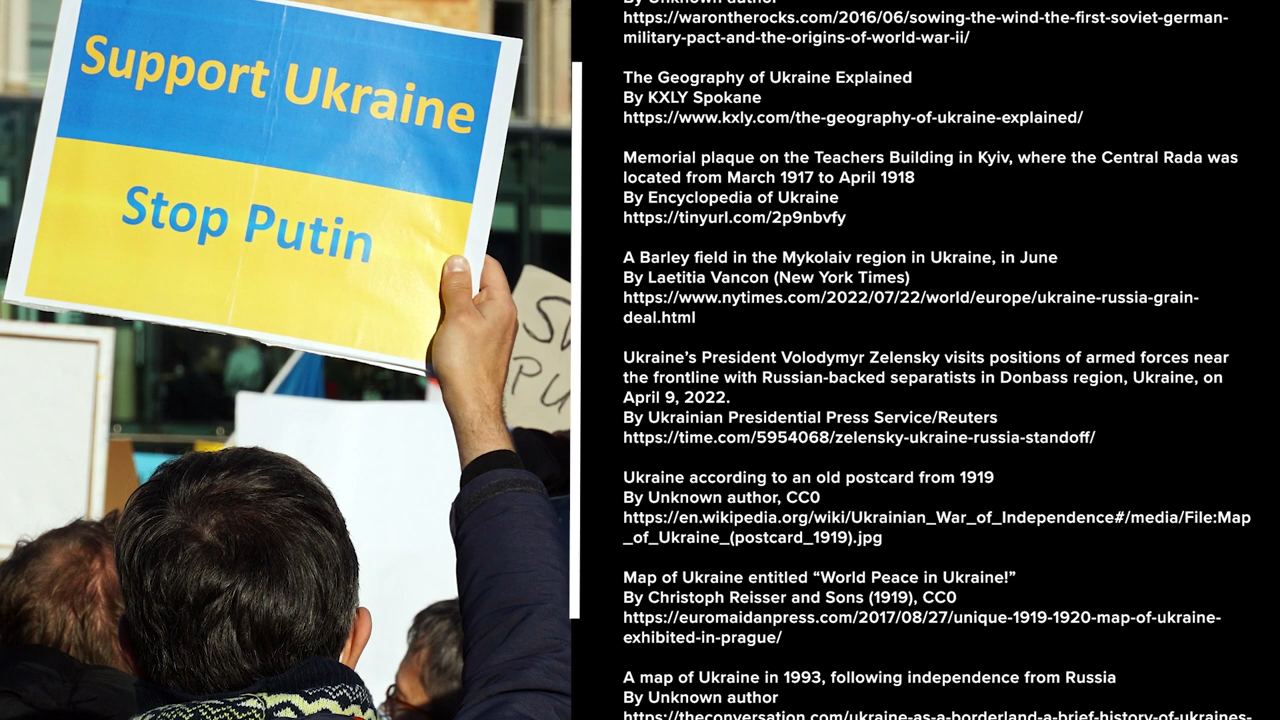 Support Ukraine
Stop Putin
https://warontherocks.com/2016/06/sowing-the-wind-the-first-soviet-german-
military-pact-and-the-origins-of-world-war-ii/
The Geography of Ukraine Explained
By KXLY Spokane
https://www.kxly.com/the-geography-of-ukraine-explained/
Memorial plaque on the Teachers Building in Kyiv, where the Central Rada was
located from March 1917 to April 1918
By Encyclopedia of Ukraine
https://tinyurl.com/2p9nbvfy
A Barley field in the Mykolaiv region in Ukraine, in June
By Laetitia Vancon (New York Times)
https://www.nytimes.com/2022/07/22/world/europe/ukraine-russia-grain-
deal.html
Ukraine’s President Volodymyr Zelensky visits positions of armed forces near
the frontline with Russian-backed separatists in Donbass region, Ukraine, on
April 9, 2022.
By Ukrainian Presidential Press Service/Reuters
https://time.com/5954068/zelensky-ukraine-russia-standoff/
Ukraine according to an old postcard from 1919
By Unknown author, CC0
https://en.wikipedia.org/wiki/Ukrainian_War_of_Independence#/media/File:Map
_of_Ukraine_(postcard_1919).jpg
Map of Ukraine entitled “World Peace in Ukraine!”
By Christoph Reisser and Sons (1919), CC0
https://euromaidanpress.com/2017/08/27/unique-1919-1920-map-of-ukraine-
exhibited-in-prague/
A map of Ukraine in 1993, following independence from Russia
By Unknown author
https://theconversation.com/ukraine-as-a-borderland-a-brief-history-of-ukraines-